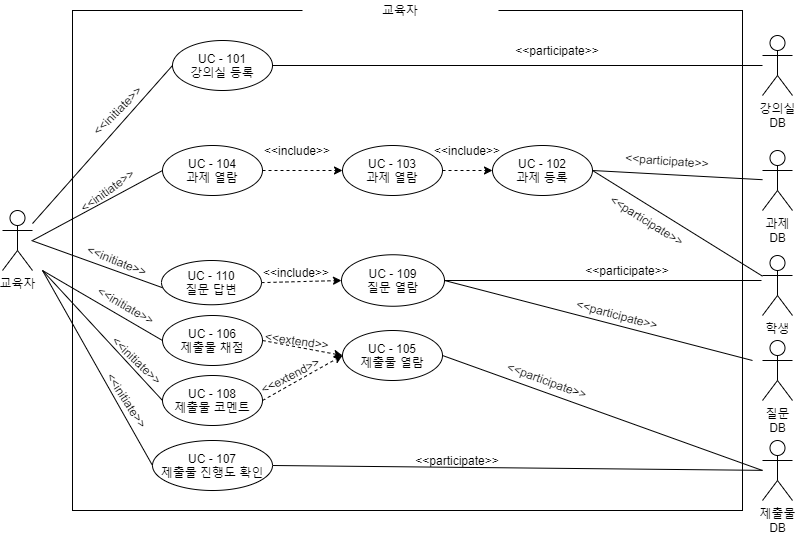 교육자
<<participate>>
UC - 101
강의실 등록
<<initiate>>
강의실
DB
UC - 104
과제 열람
<<include>>
UC - 103
과제 열람
<<include>>
UC - 102
과제 등록
<<participate>>
<<initiate>>
<<participate>>
과제
DB
교육자
<<initiate>>
UC - 110
질문 답변
<<include>>
UC - 109
질문 열람
<<participate>>
학생
<<initiate>>
UC - 106
제출물 채점
<<extend>>
<<participate>>
UC - 105
제출물 열람
<<initiate>>
<<extend>>
<<participate>>
UC - 108
제출물 코멘트
질문
DB
<<initiate>>
UC - 107
제출물 진행도 확인
<<participate>>
제출물
DB